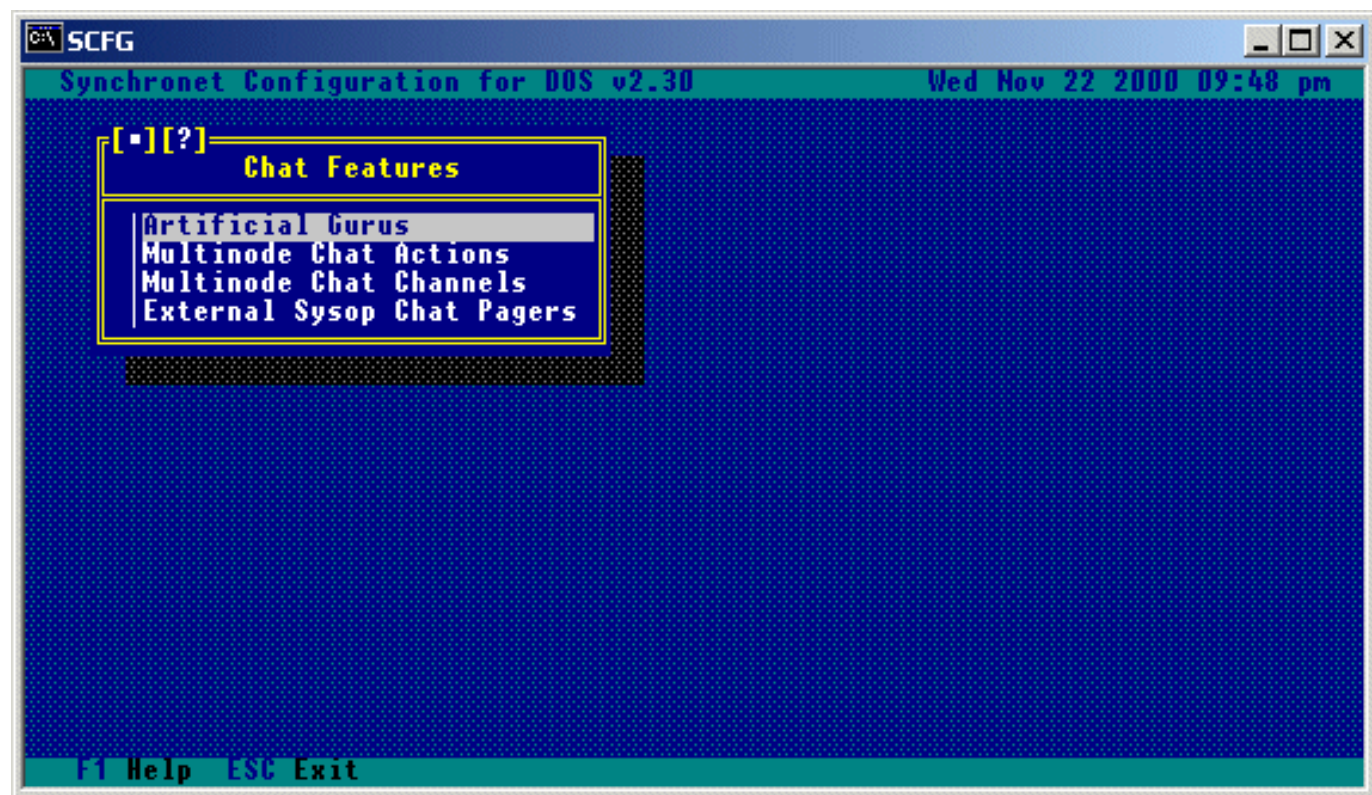 SCFG
Synchronet Configuration for DOS v2.30 Wed Nov 22 2000 09:48 pm
[▪][?]
Chat Features
Artificial Gurus
Multinode Chat Actions
Multinode Chat Channels
External Sysop Chat Pagers
F1 Help ESC Exit